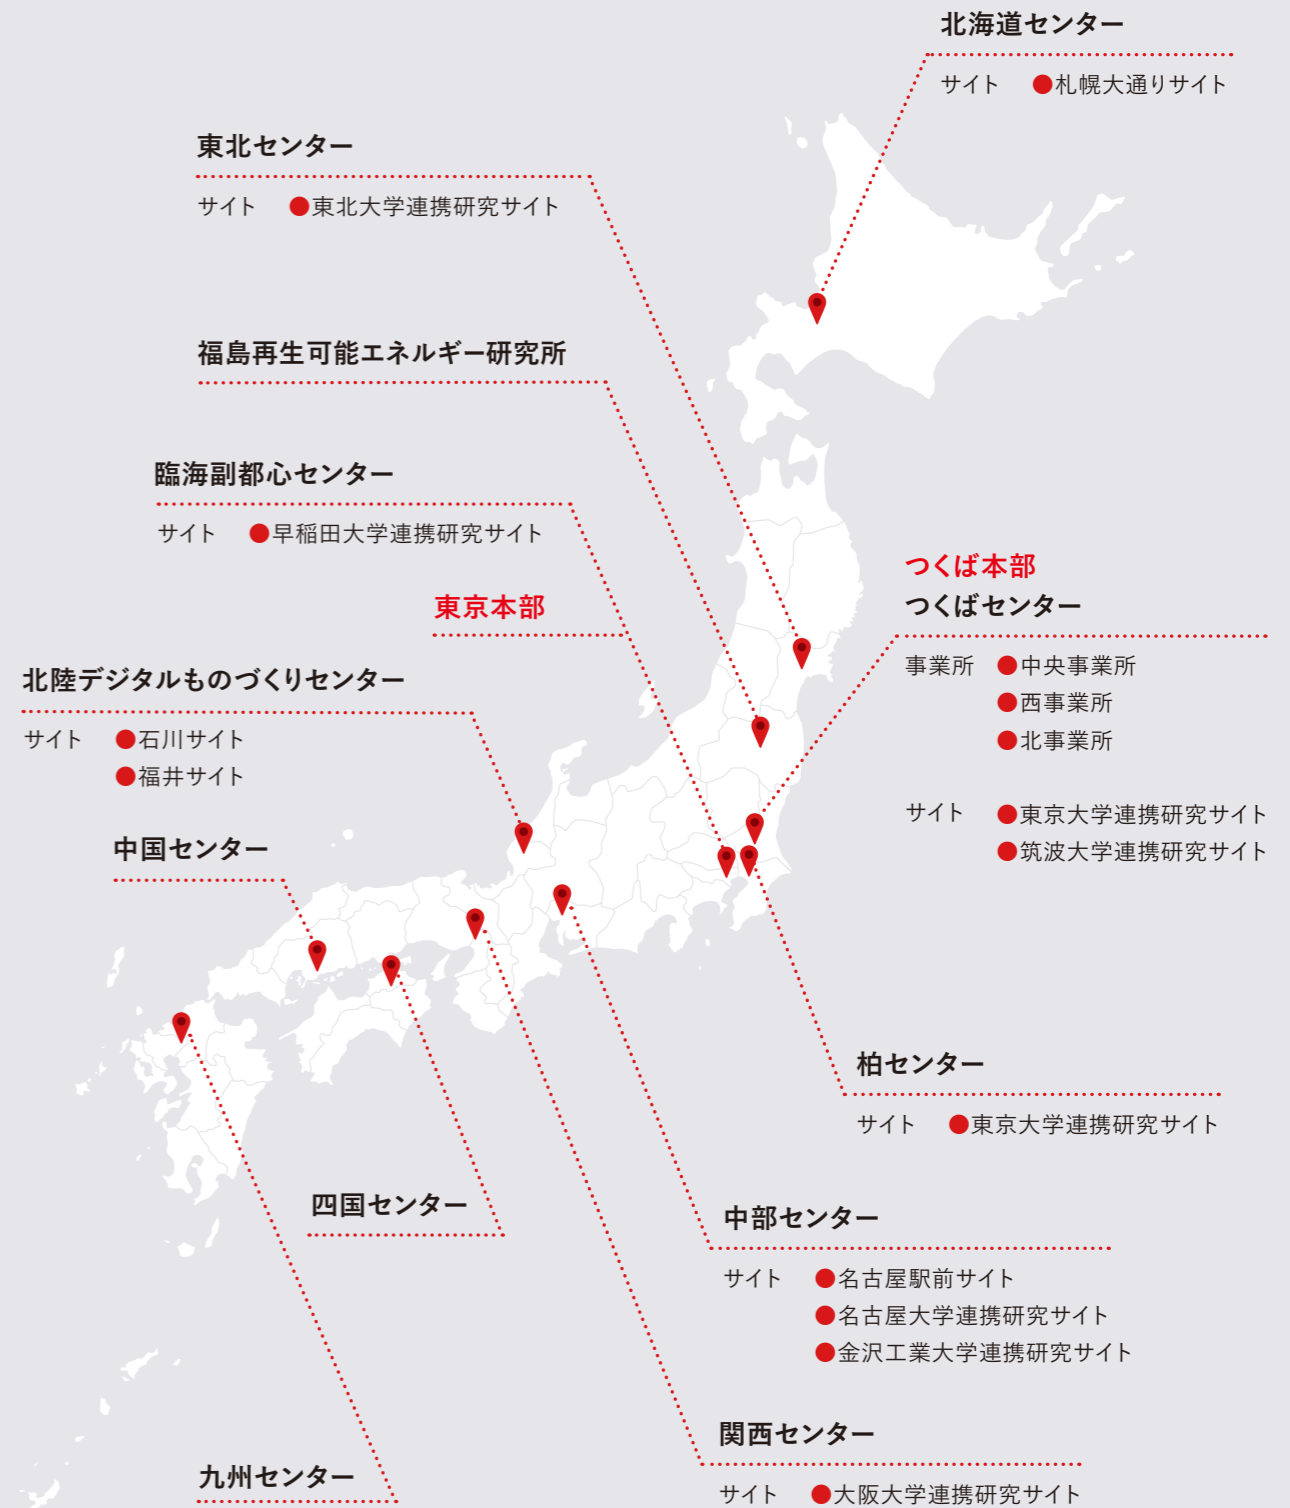 北海道センター
サイト ●札幌大通りサイト
東北センター
サイト ●東北大学連携研究サイト
福島再生可能エネルギー研究所
臨海副都心センター
サイト ●早稲田大学連携研究サイト
東京本部
つくば本部
つくばセンター
事業所 ●中央事業所
●西事業所
●北事業所
サイト ●東京大学連携研究サイト
●筑波大学連携研究サイト
北陸デジタルものづくりセンター
サイト ●石川サイト
●福井サイト
中国センター
柏センター
サイト ●東京大学連携研究サイト
四国センター
中部センター
サイト ●名古屋駅前サイト
●名古屋大学連携研究サイト
●金沢工業大学連携研究サイト
関西センター
サイト ●大阪大学連携研究サイト
九州センター